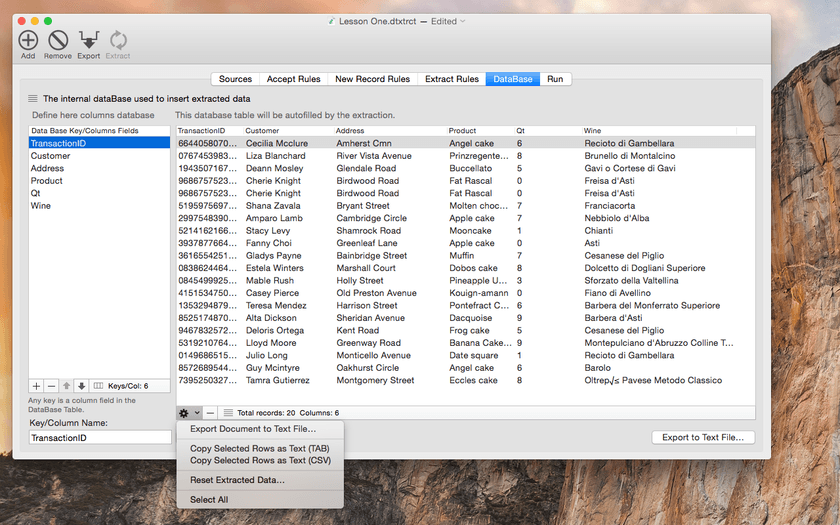 Lesson One.dtxtrct — Edited
Add Remove Export Extract
Sources Accept Rules New Record Rules Extract Rules DataBase Run
The internal dataBase used to insert extracted data
Define here columns database This database table will be autofilled by the extraction.
Data Base Key/Columns Fields
TransactionID
Customer
Address
Product
Qt
Wine
TransactionID Customer Address Product Qt Wine
6644058070... Cecilia Mcclure Amherst Cmn Angel cake 6 Recioto di Gambellara
0767453983... Liza Blanchard River Vista Avenue Prinzregente... 8 Brunello di Montalcino
1943507167... Deann Mosley Glendale Road Buccellato 5 Gavi o Cortese di Gavi
9686757523... Cherie Knight Birdwood Road Fat Rascal 0 Freisa d'Asti
9686757523... Cherie Knight Birdwood Road Fat Rascal 0 Freisa d'Asti
5195975697... Shana Zavala Bryant Street Molten choc... 7 Franciacorta
2997548390... Amparo Lamb Cambridge Circle Apple cake 7 Nebbiolo d'Alba
5214162166... Stacy Levy Shamrock Road Mooncake 1 Chianti
3937877664... Fanny Choi Greenleaf Lane Apple cake 0 Asti
3616554251... Gladys Payne Bainbridge Street Muffin 7 Cesanese del Piglio
0838624464... Estela Winters Marshall Court Dobos cake 8 Dolcetto di Dogliani Superiore
0845499925... Mable Rush Holly Street Pineapple U... 3 Sforzato della Valtellina
4151534750... Casey Pierce Old Preston Avenue Kouign-amann 0 Fiano di Avellino
1353294879... Teresa Mendez Harrison Street Pontefract C... 6 Barbera del Monferrato Superiore
8525174870... Alta Dickson Sheridan Avenue Dacquoise 9 Barbera d'Asti
9467832572... Deloris Ortega Kent Road Frog cake 5 Cesanese del Piglio
5319210764... Lloyd Moore Greenway Road Banana Cake... 9 Montepulciano d'Abruzzo Colline T...
0149686515... Julio Long Monticello Avenue Date square 1 Recioto di Gambellara
8572689544... Guy Mcintyre Oakhurst Circle Angel cake 6 Barolo
7395250327... Tamra Gutierrez Montgomery Street Eccles cake 8 Oltrep√≤ Pavese Metodo Classico
Keys/Col: 6
Total records: 20 Columns: 6
Any key is a column field in the
DataBase Table.
Key/Column Name:
TransactionID
Export Document to Text File...
Copy Selected Rows as Text (TAB)
Copy Selected Rows as Text (CSV)
Reset Extracted Data...
Select All
Export to Text File...